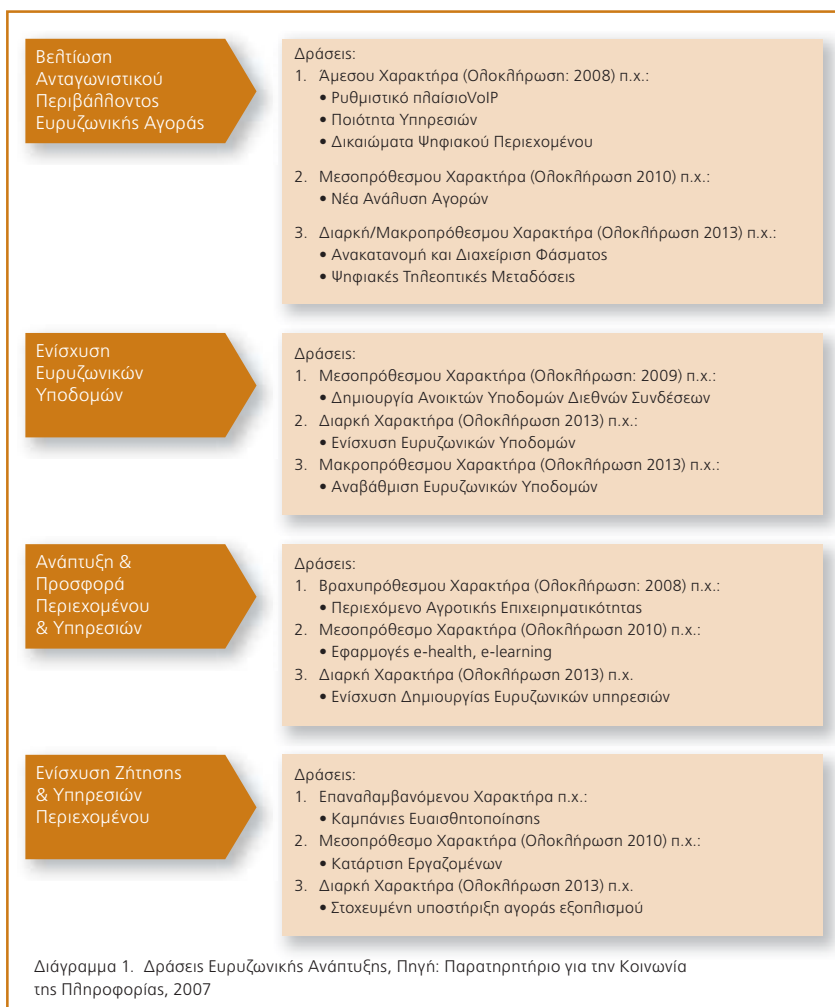 Βελτίωση
Ανταγωνιστικού
Περιβάλλοντος
Ευρυζωνικής Αγοράς
Δράσεις:
1. Άμεσου Χαρακτήρα (Ολοκλήρωση: 2008) π.χ.:
• Ρυθμιστικό πλαίσιοVoIP
• Ποιότητα Υπηρεσιών
• Δικαιώματα Ψηφιακού Περιεχομένου
2. Μεσοπρόθεσμου Χαρακτήρα (Ολοκλήρωση 2010) π.χ.:
• Νέα Ανάλυση Αγορών
3. Διαρκή/Μακροπρόθεσμου Χαρακτήρα (Ολοκλήρωση 2013) π.χ.:
• Ανακατανομή και Διαχείριση Φάσματος
• Ψηφιακές Τηλεοπτικές Μεταδόσεις
Ενίσχυση
Ευρυζωνικών
Υποδομών
Δράσεις:
1. Μεσοπρόθεσμου Χαρακτήρα (Ολοκλήρωση: 2009) π.χ.:
• Δημιουργία Ανοικτών Υποδομών Διεθνών Συνδέσεων
2. Διαρκή Χαρακτήρα (Ολοκλήρωση 2013) π.χ.:
• Ενίσχυση Ευρυζωνικών Υποδομών
3. Μακροπρόθεσμου Χαρακτήρα (Ολοκλήρωση 2013) π.χ.:
• Αναβάθμιση Ευρυζωνικών Υποδομών
Ανάπτυξη &
Προσφορά
Περιεχομένου
& Υπηρεσιών
Δράσεις:
1. Βραχυπρόθεσμου Χαρακτήρα (Ολοκλήρωση: 2008) π.χ.:
• Περιεχόμενο Αγροτικής Επιχειρηματικότητας
2. Μεσοπρόθεσμο Χαρακτήρα (Ολοκλήρωση 2010) π.χ.:
• Εφαρμογές e-health, e-learning
3. Διαρκή Χαρακτήρα (Ολοκλήρωση 2013) π.χ.
• Ενίσχυση Δημιουργίας Ευρυζωνικών υπηρεσιών
Ενίσχυση Ζήτησης
& Υπηρεσιών
Περιεχομένου
Δράσεις:
1. Επαναλαμβανόμενου Χαρακτήρα π.χ.:
• Καμπάνιες Ευαισθητοποίησης
2. Μεσοπρόθεσμο Χαρακτήρα (Ολοκλήρωση 2010) π.χ.:
• Κατάρτιση Εργαζομένων
3. Διαρκή Χαρακτήρα (Ολοκλήρωση 2013) π.χ.
• Στοχευμένη υποστήριξη αγοράς εξοπλισμού
Διάγραμμα 1. Δράσεις Ευρυζωνικής Ανάπτυξης, Πηγή: Παρατηρητήριο για την Κοινωνία
της Πληροφορίας, 2007